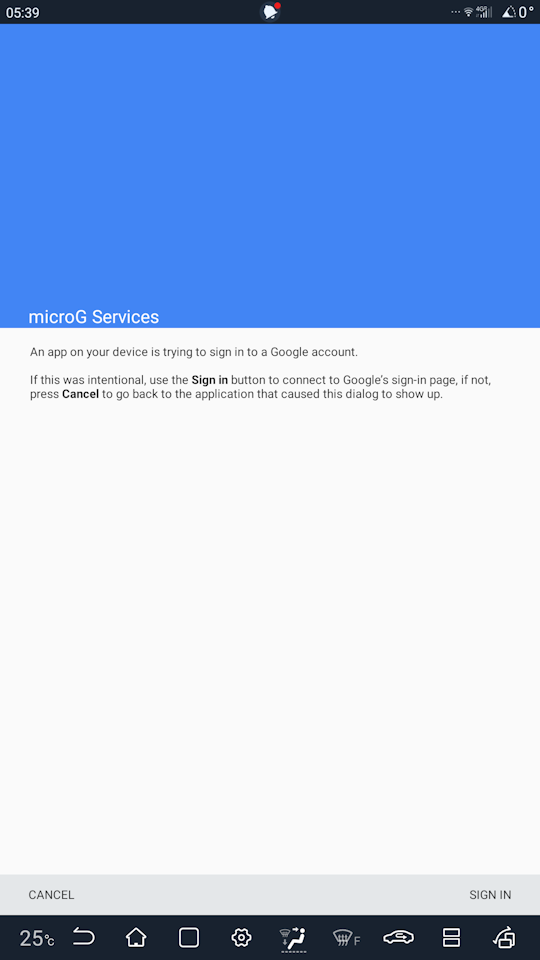 05:39
4G
0°
microG Services
An app on your device is trying to sign in to a Google account.
If this was intentional, use the Sign in button to connect to Google's sign-in page, if not,
press Cancel to go back to the application that caused this dialog to show up.
CANCEL
SIGN IN
25°C
F